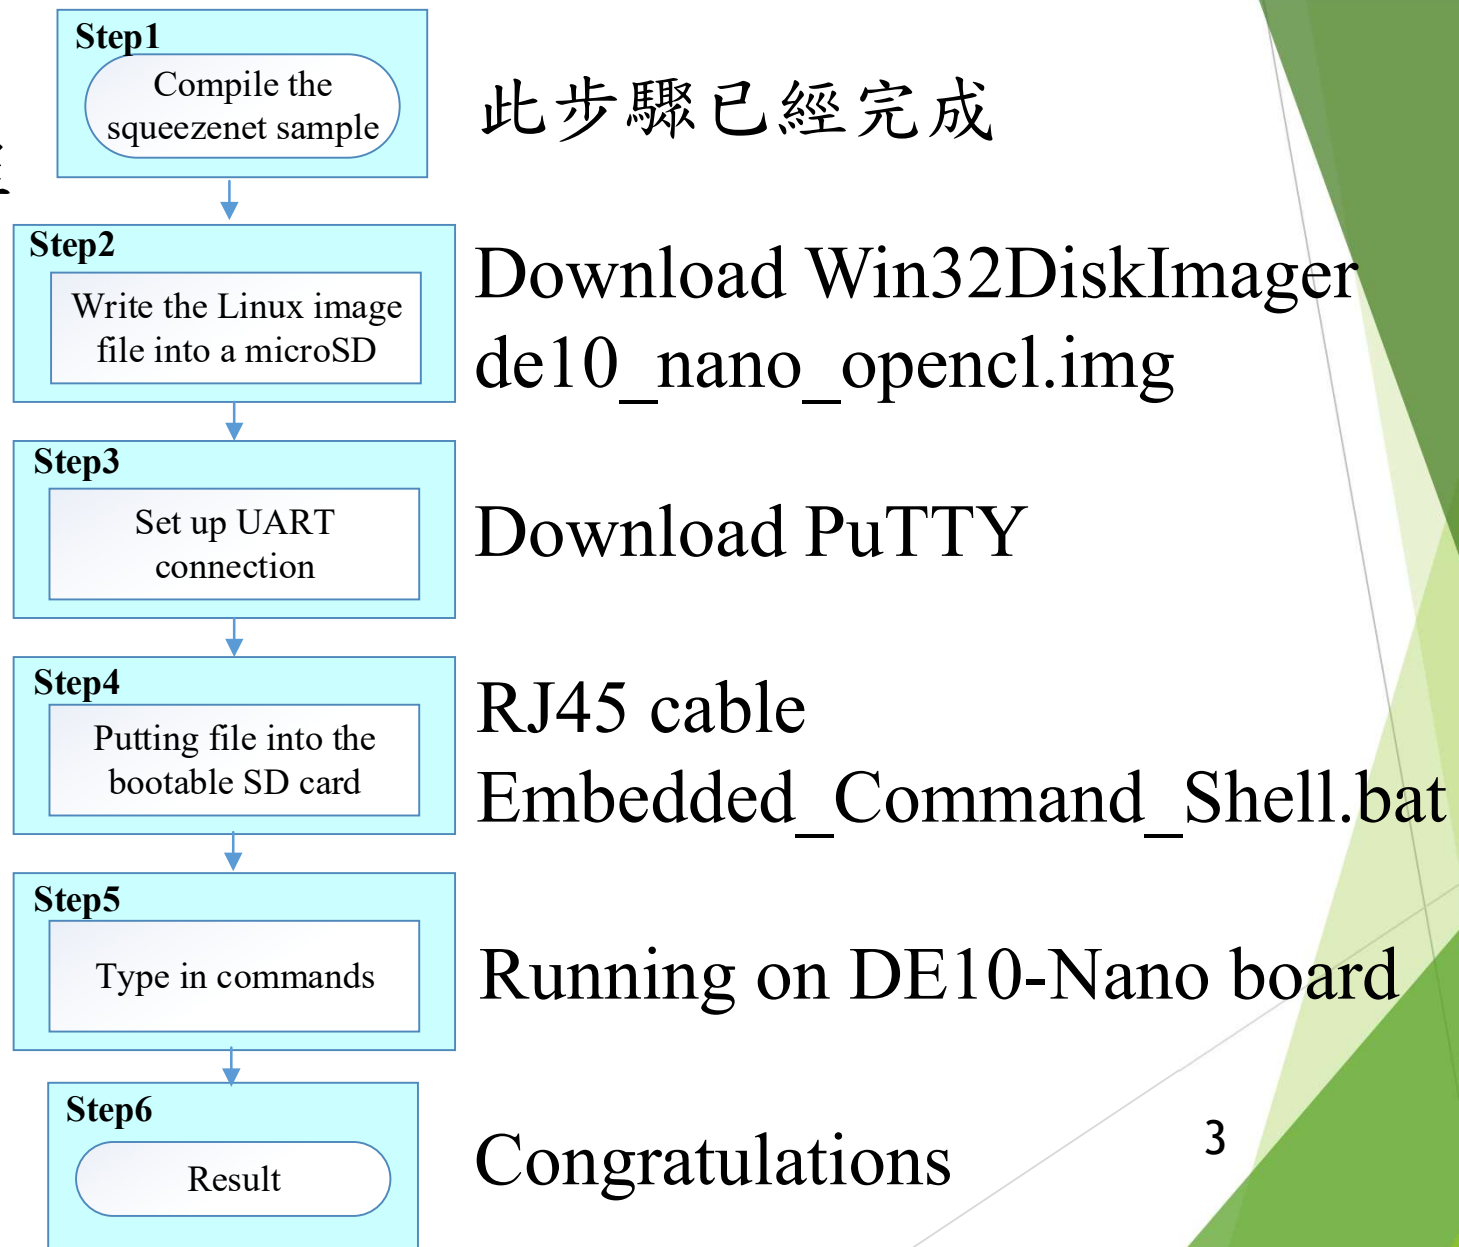 Step1
Compile the
squeezenet sample
此步驟已經完成
Step2
Write the Linux image
file into a microSD
Download Win32DiskImager
de10_nano_opencl.img
Step3
Set up UART
connection
Download PuTTY
Step4
Putting file into the
bootable SD card
RJ45 cable
Embedded_Command_Shell.bat
Step5
Type in commands
Running on DE10-Nano board
Step6
Result
Congratulations
3